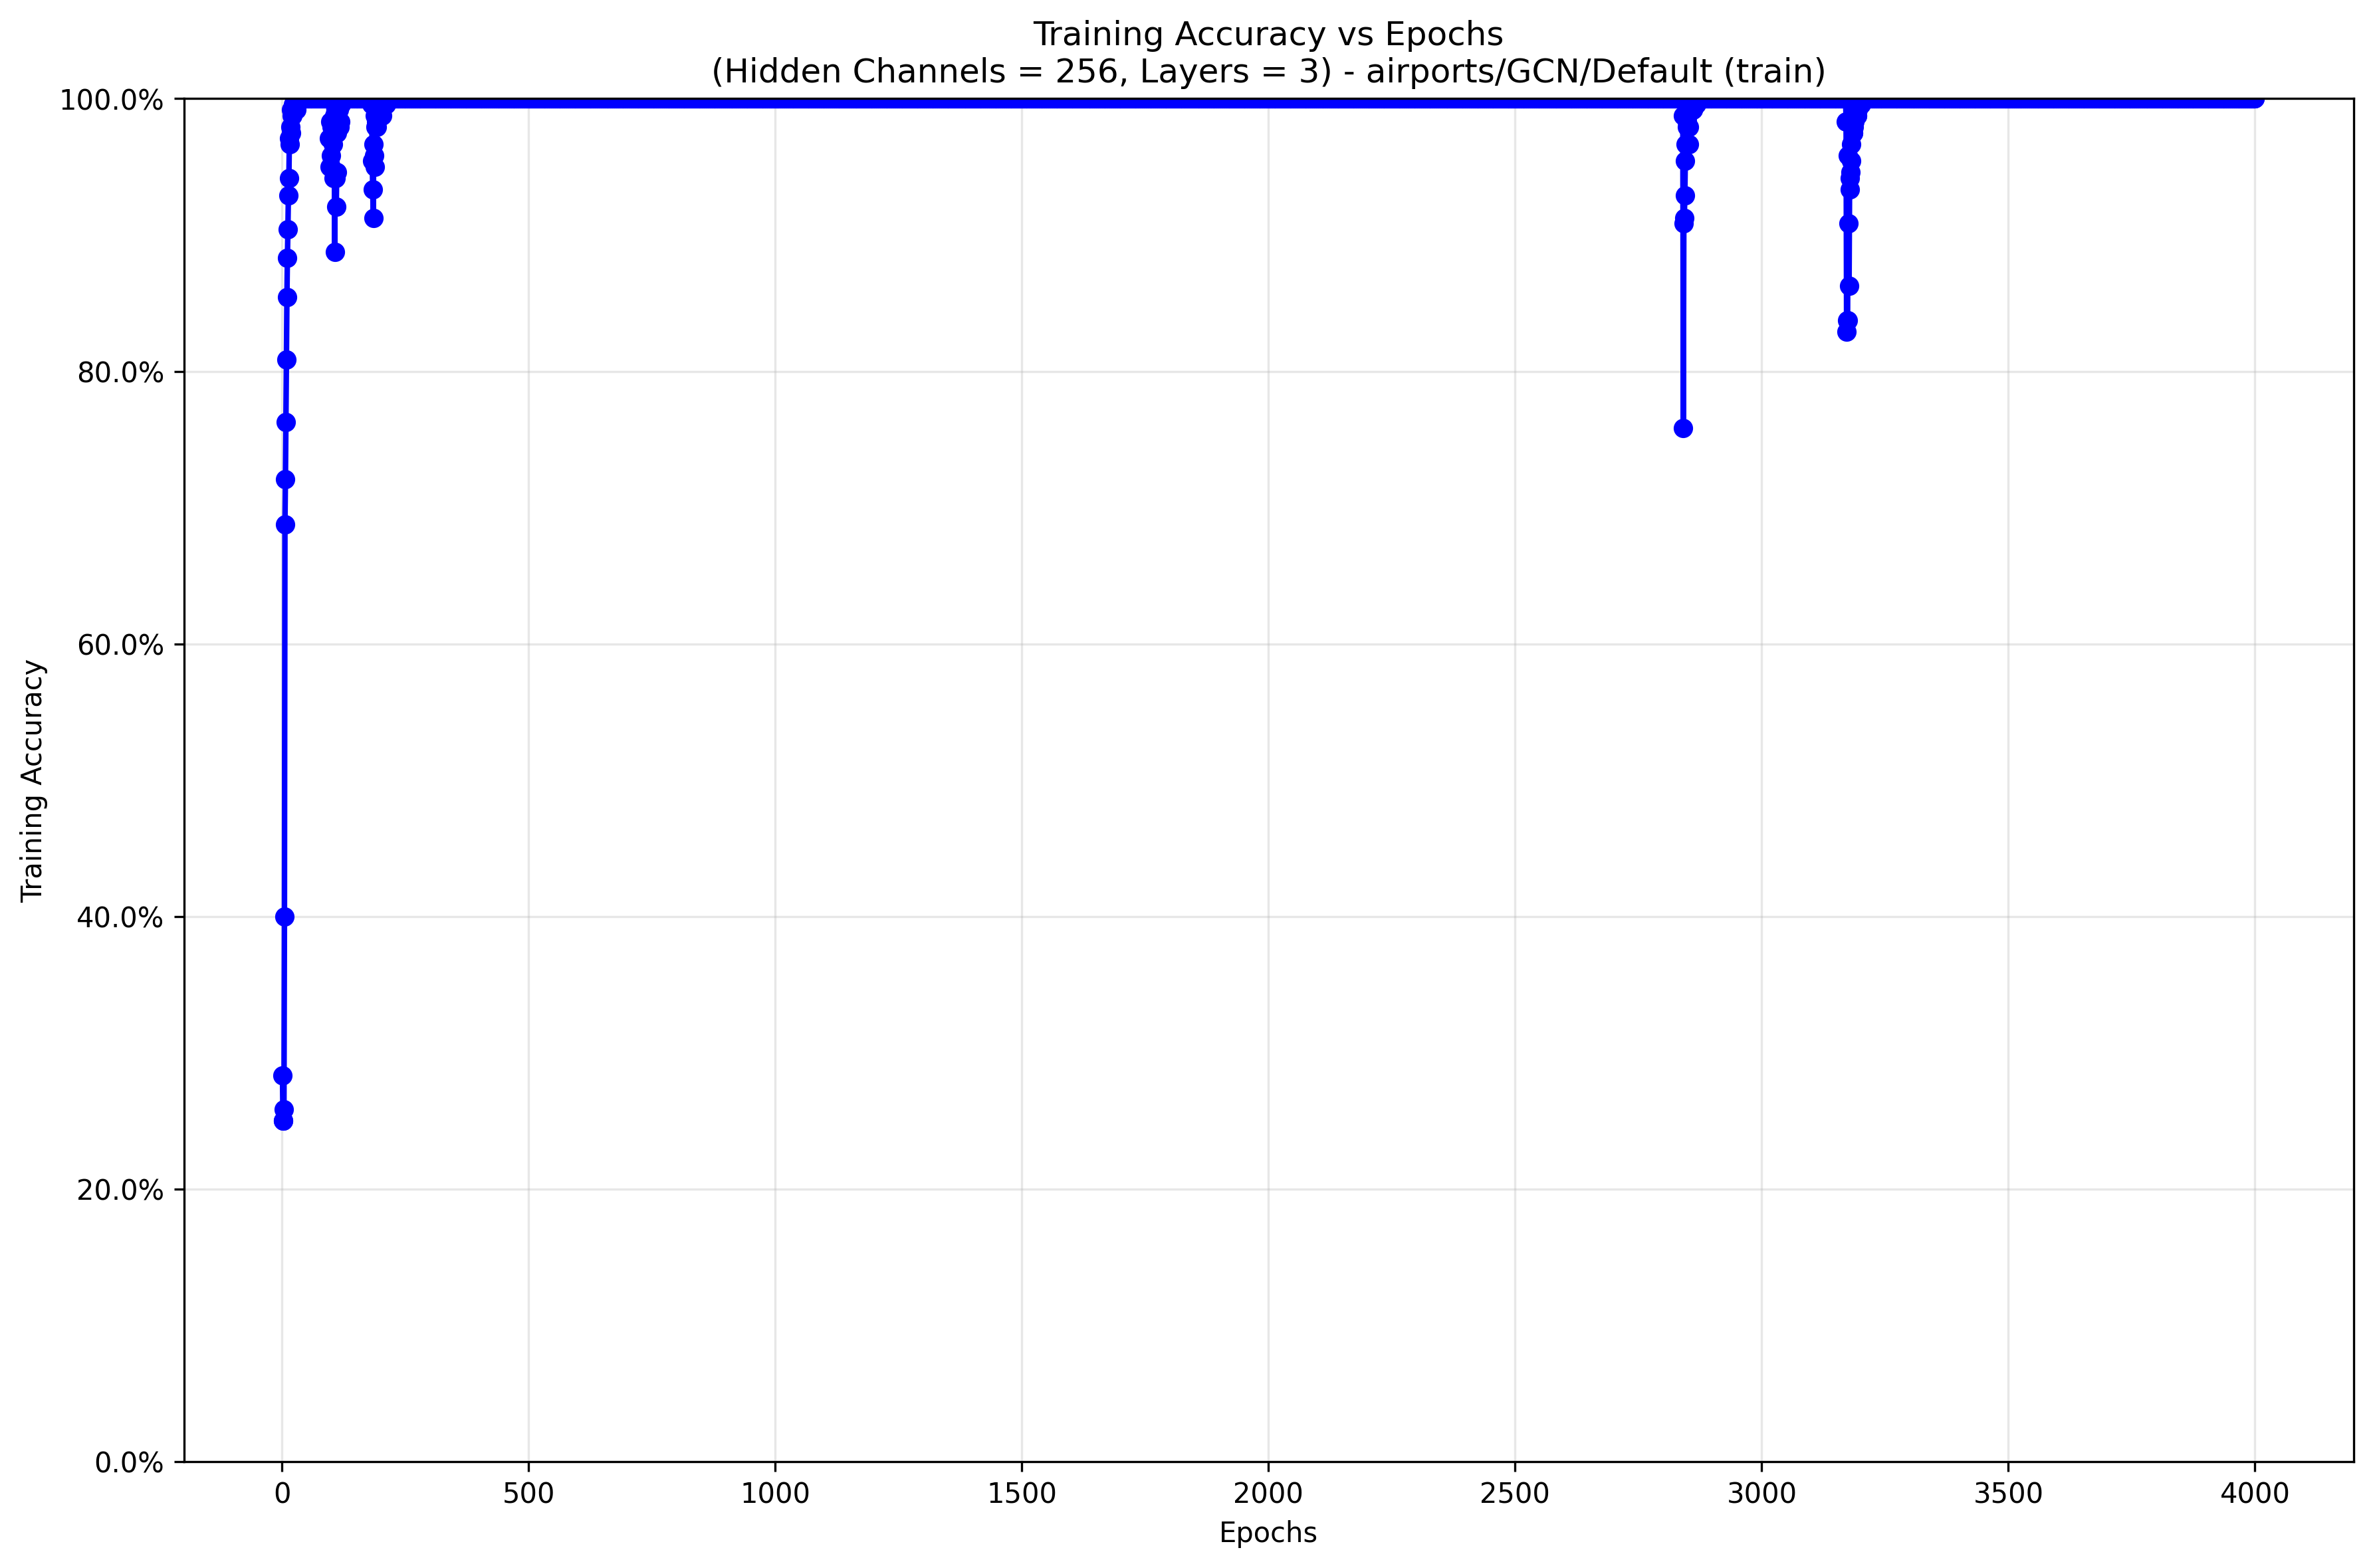 Training Accuracy vs Epochs
(Hidden Channels = 256, Layers = 3) - airports/GCN/Default (train)
100.0%
80.0%
60.0%
40.0%
20.0%
0.0%
Training Accuracy
0 500 1000 1500 2000 2500 3000 3500 4000
Epochs